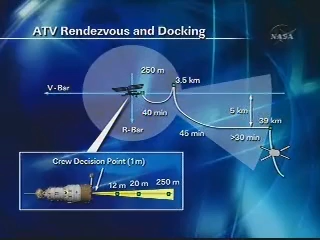 ATV Rendezvous and Docking
NASA
250 m
3.5 km
V-Bar
40 min
5 km
39 km
R-Bar
45 min
>30 min
Crew Decision Point (1m)
12 m 20 m 250 m